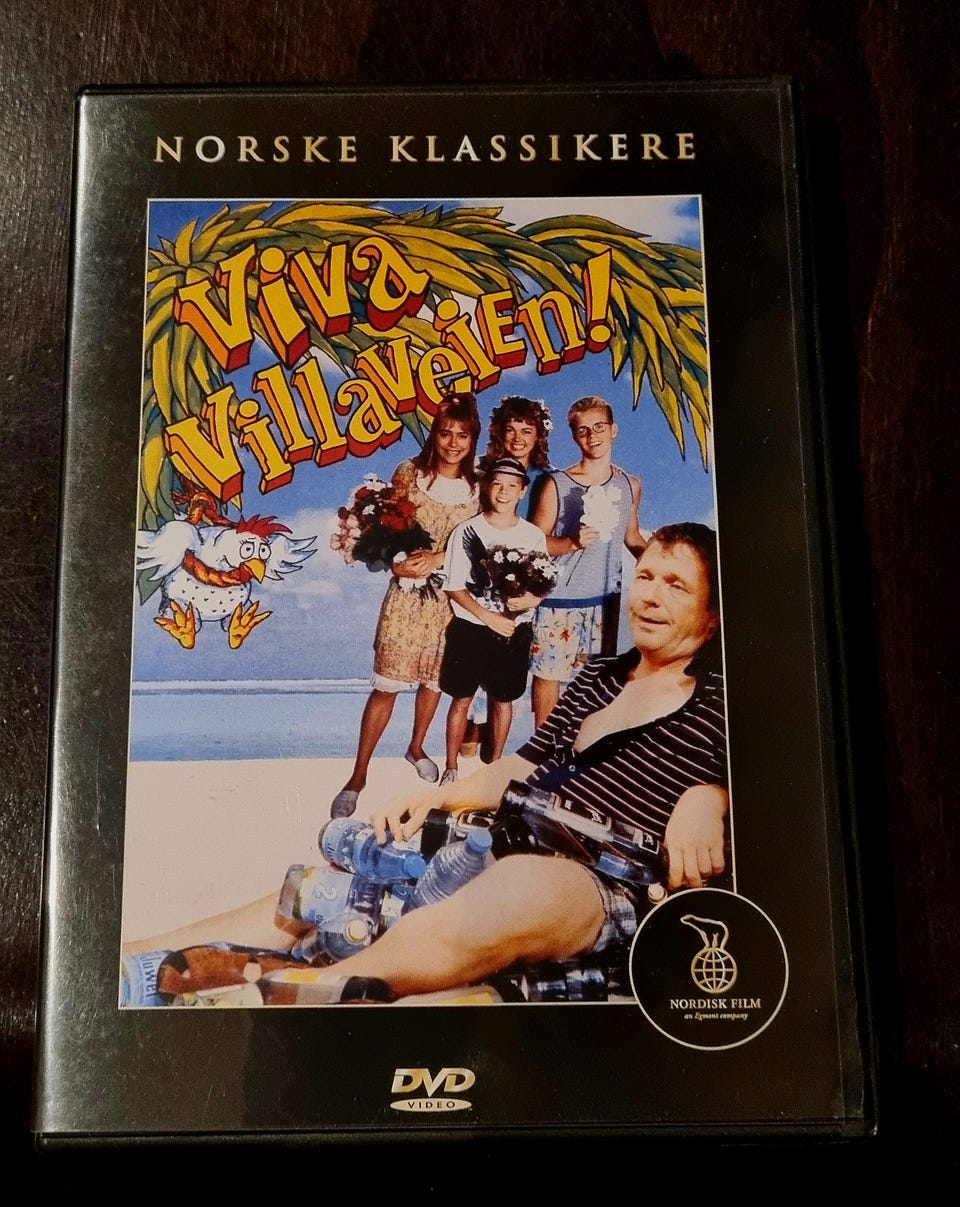 NORSKE KLASSIKERE
Viva
VillaVeiEn!
NORDISK FILM
an Egmont company
DVD
VIDEO